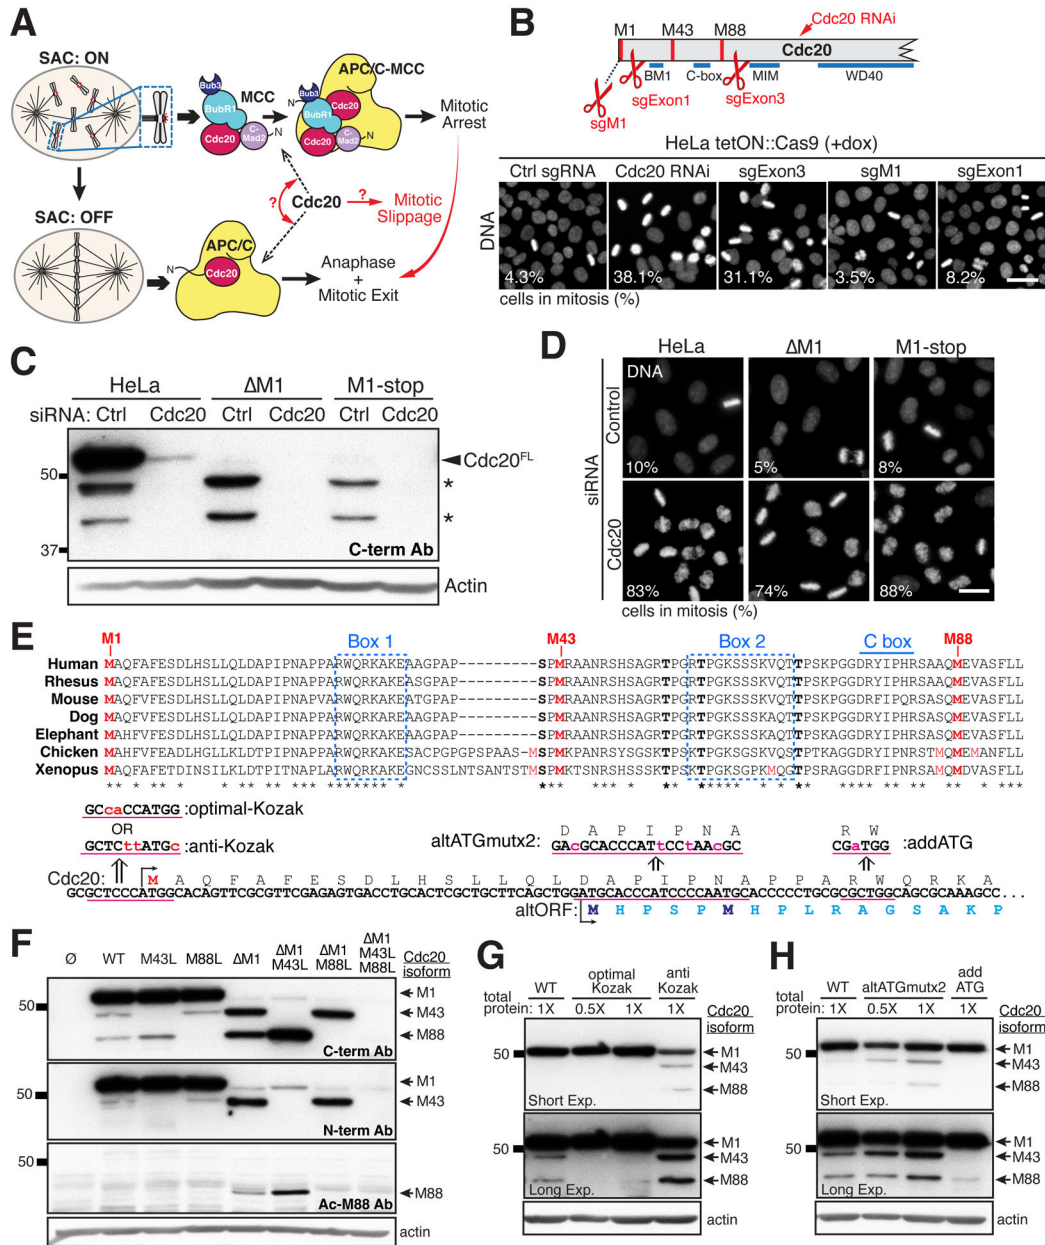 A
SAC: ON
Bub3
BubR1
MCC
Cdc20
C-Mad2
N
APC/C-MCC
N
Bub3
Cdc20
BubR1
Cdc20
C-Mad2
N
Mitotic
Arrest
?
Cdc20
?
Mitotic
Slippage
SAC: OFF
APC/C
N
Cdc20
Anaphase
+
Mitotic Exit
B
Cdc20 RNAi
M1
M43
M88
Cdc20
BM1
C-box
MIM
WD40
sgExon1
sgExon3
sgM1
HeLa tetON::Cas9 (+dox)
Ctrl sgRNA
Cdc20 RNAi
sgExon3
sgM1
sgExon1
DNA
4.3%
38.1%
31.1%
3.5%
8.2%
cells in mitosis (%)
C
HeLa
ΔM1
M1-stop
siRNA: Ctrl Cdc20 Ctrl Cdc20 Ctrl Cdc20
50
Cdc20FL
*
*
37
C-term Ab
Actin
D
HeLa
ΔM1
M1-stop
DNA
siRNA
Control
10%
5%
8%
Cdc20
83%
74%
88%
cells in mitosis (%)
E
M1
Box 1
M43
Box 2
C box
M88
Human MAQFAFESDLHSLLQLDAPIPNAPPARWQRKAKEAAGPAP----------SPMRAANRSHSAGRTPGRTPGKSSSKVQTTPSKPGGDRYIPHRSAAQMEVASFLL
Rhesus
Mouse
Dog
Elephant
Chicken
Xenopus
GCcaCCATGG :optimal-Kozak
OR
GCTCttATGc :anti-Kozak
altATGmutx2:
D A P I P N A
GAcGCACCCATtCCtAAcGC
R W
CGaTGG
:addATG
Cdc20: M A Q F A F E S D L H S L L Q L D A P I P N A P P A R W Q R K A
GCGCTCCCATGGCACAGTTCGCGTTCGAGAGTGACCTGCACTCGCTGCTTCAGCTGGATGCACCCATCCCCAATGCACCCCCTGCGCGCTGGCAGCGCAAAGCC...
altORF: M H P S P M H P L R A G S A K P
F
Ø WT M43L M88L ΔM1
ΔM1
M43L
ΔM1
M88L
ΔM1
M43L
M88L
Cdc20
isoform
50
M1
M43
M88
C-term Ab
50
M1
M43
N-term Ab
50
M88
Ac-M88 Ab
actin
G
WT
optimal
Kozak
anti
Kozak
total
protein: 1X 0.5X 1X 1X
Cdc20
isoform
50
M1
M43
M88
Short Exp.
50
M1
M43
M88
Long Exp.
actin
H
WT
altATGmutx2
add
ATG
total
protein: 1X 0.5X 1X 1X
Cdc20
isoform
50
M1
M43
M88
Short Exp.
50
M1
M43
M88
Long Exp.
actin